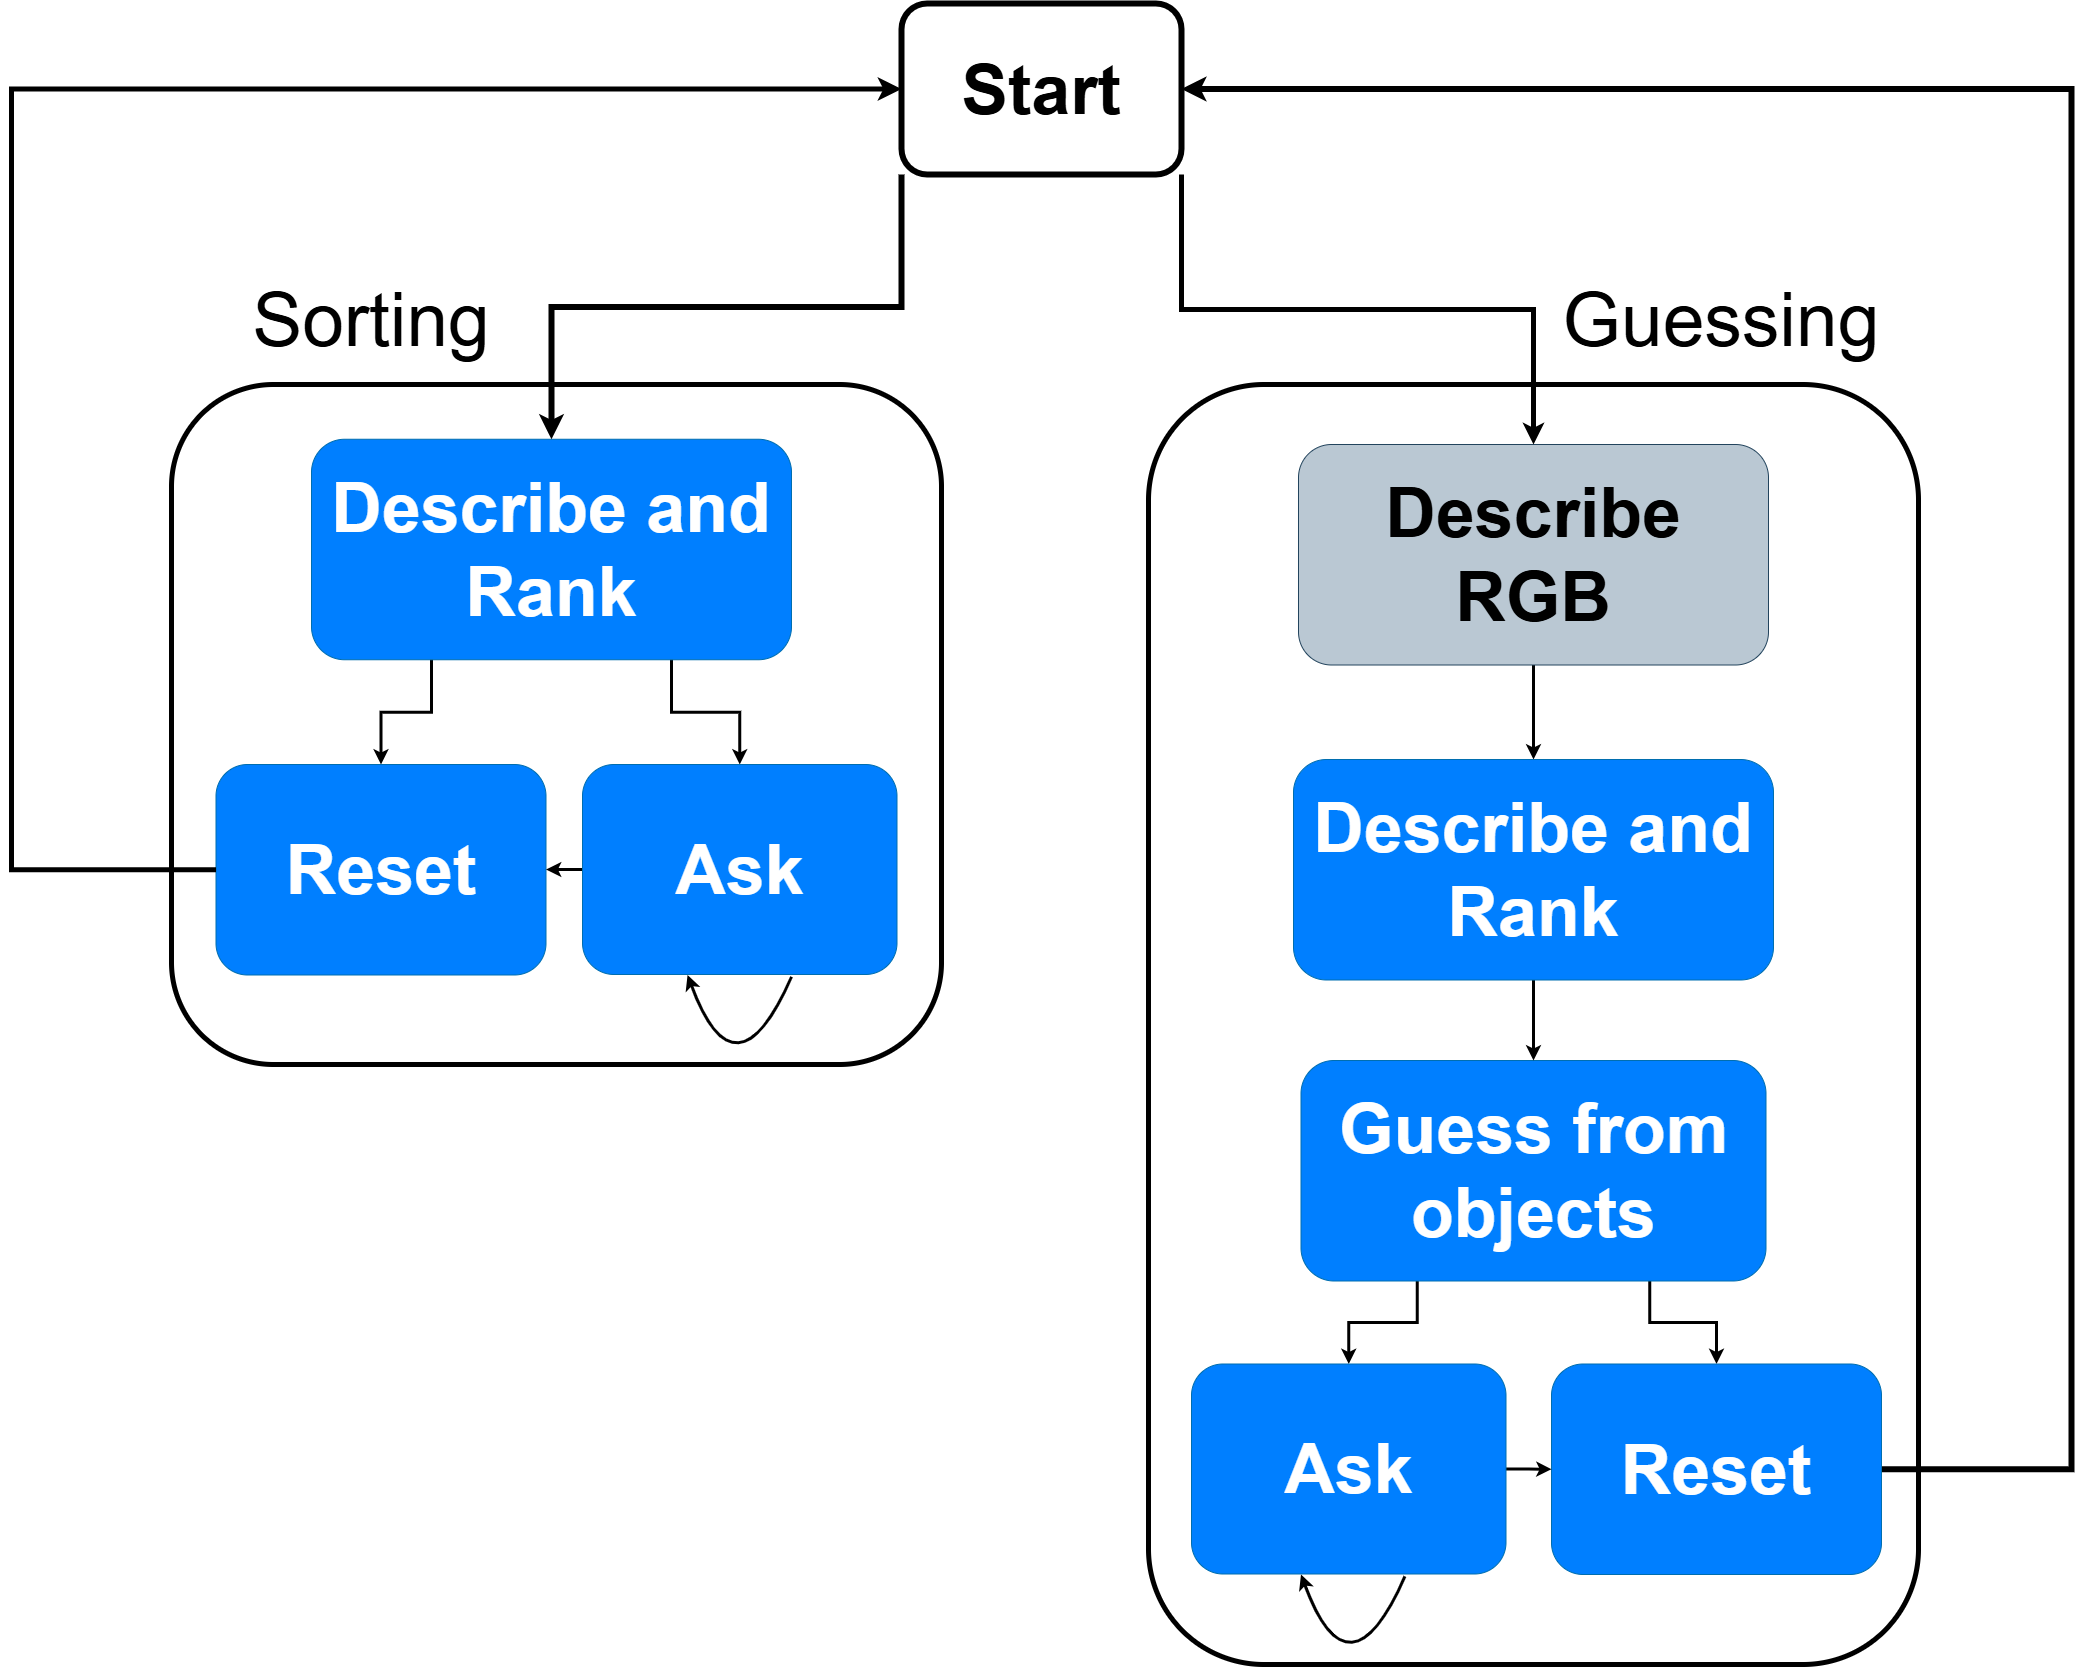 Start
Sorting
Describe and
Rank
Reset
Ask
Guessing
Describe
RGB
Describe and
Rank
Guess from
objects
Ask
Reset